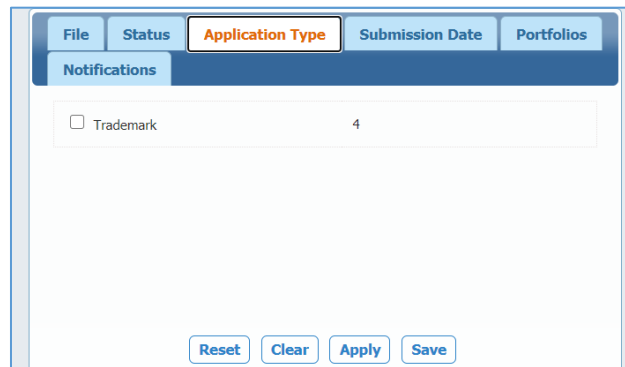 File Status Application Type Submission Date Portfolios
Notifications
Trademark 4
Reset Clear Apply Save